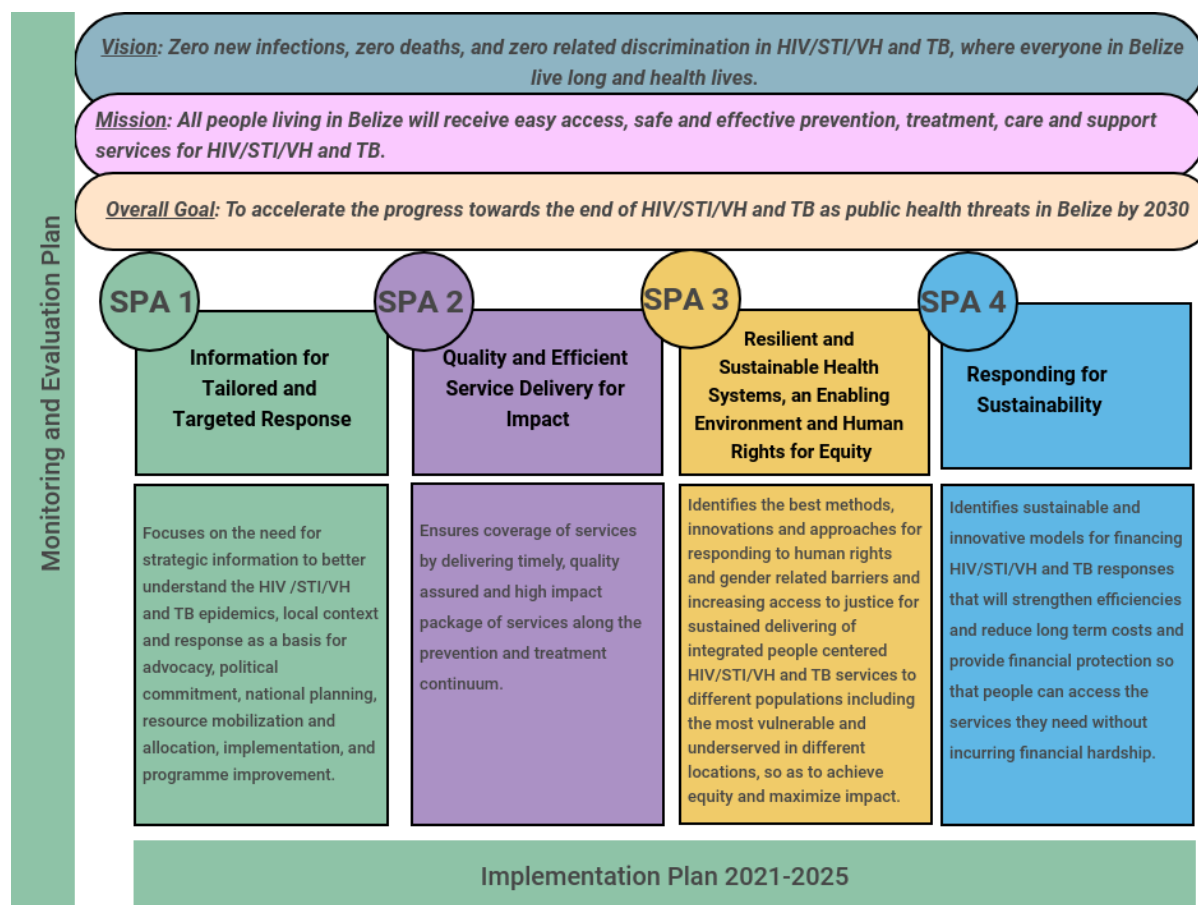 Monitoring and Evaluation Plan
Vision: Zero new infections, zero deaths, and zero related discrimination in HIV/STI/VH and TB, where everyone in Belize
live long and health lives.
Mission: All people living in Belize will receive easy access, safe and effective prevention, treatment, care and support
services for HIV/STI/VH and TB.
Overall Goal: To accelerate the progress towards the end of HIV/STI/VH and TB as public health threats in Belize by 2030
SPA 1
Information for
Tailored and
Targeted Response
Focuses on the need for
strategic information to better
understand the HIV /STI/VH
and TB epidemics, local context
and response as a basis for
advocacy, political
commitment, national planning,
resource mobilization and
allocation, implementation, and
programme improvement.
SPA 2
Quality and Efficient
Service Delivery for
Impact
Ensures coverage of services
by delivering timely, quality
assured and high impact
package of services along the
prevention and treatment
continuum.
SPA 3
Resilient and
Sustainable Health
Systems, an Enabling
Environment and Human
Rights for Equity
Identifies the best methods,
innovations and approaches for
responding to human rights
and gender related barriers and
increasing access to justice for
sustained delivering of
integrated people centered
HIV/STI/VH and TB services to
different populations including
the most vulnerable and
underserved in different
locations, so as to achieve
equity and maximize impact.
SPA 4
Responding for
Sustainability
Identifies sustainable and
innovative models for financing
HIV/STI/VH and TB responses
that will strengthen efficiencies
and reduce long term costs and
provide financial protection so
that people can access the
services they need without
incurring financial hardship.
Implementation Plan 2021-2025